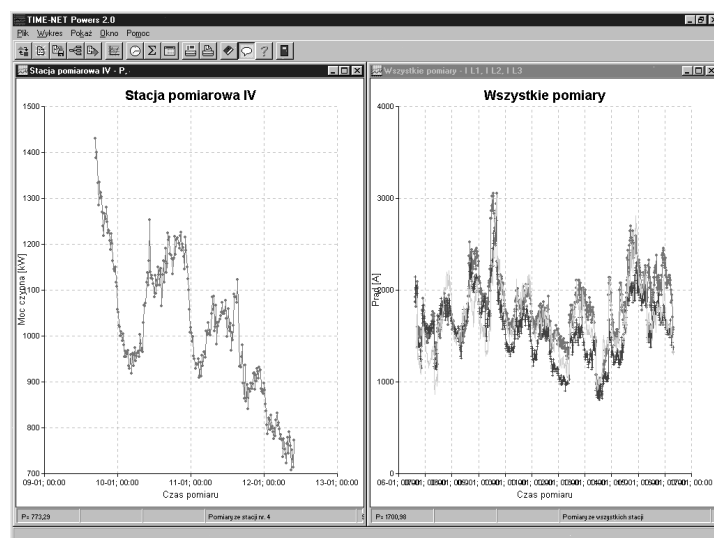 TIME-NET Powers 2.0
Plik Wykres Pokaż Okno Pomoc
Stacja pomiarowa IV - P,
Stacja pomiarowa IV
1500
1400
1300
1200
1100
1000
900
800
700
Moc czynna [kW]
09-01; 00:00 10-01; 00:00 11-01; 00:00 12-01; 00:00 13-01; 00:00
Czas pomiaru
P= 773,29 Pomiary ze stacji nr. 4
Wszystkie pomiary - I L1, I L2, I L3
Wszystkie pomiary
4000
3000
2000
1000
0
Prąd [A]
06-01; 00:00
Czas pomiaru
P= 1700,98 Pomiary ze wszystkich stacji